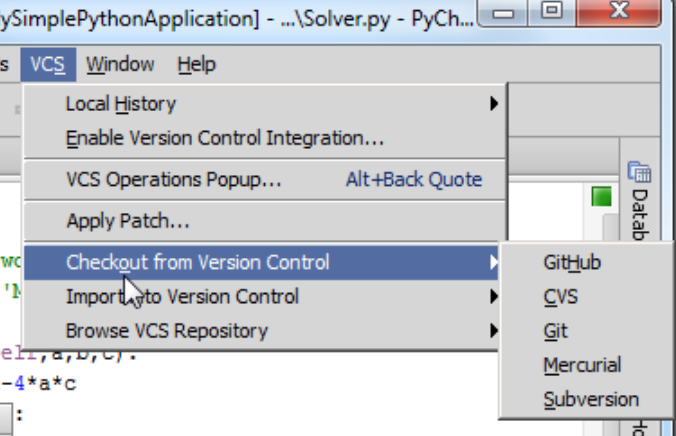 ySimplePythonApplication] - ...\Solver.py - PyCh...
s VCS Window Help
Local History
Enable Version Control Integration...
VCS Operations Popup... Alt+Back Quote
Apply Patch...
Checkout from Version Control
Import into Version Control
Browse VCS Repository
GitHub
CVS
Git
Mercurial
Subversion
Datab
elf,a,b,c):
-4*a*c
: